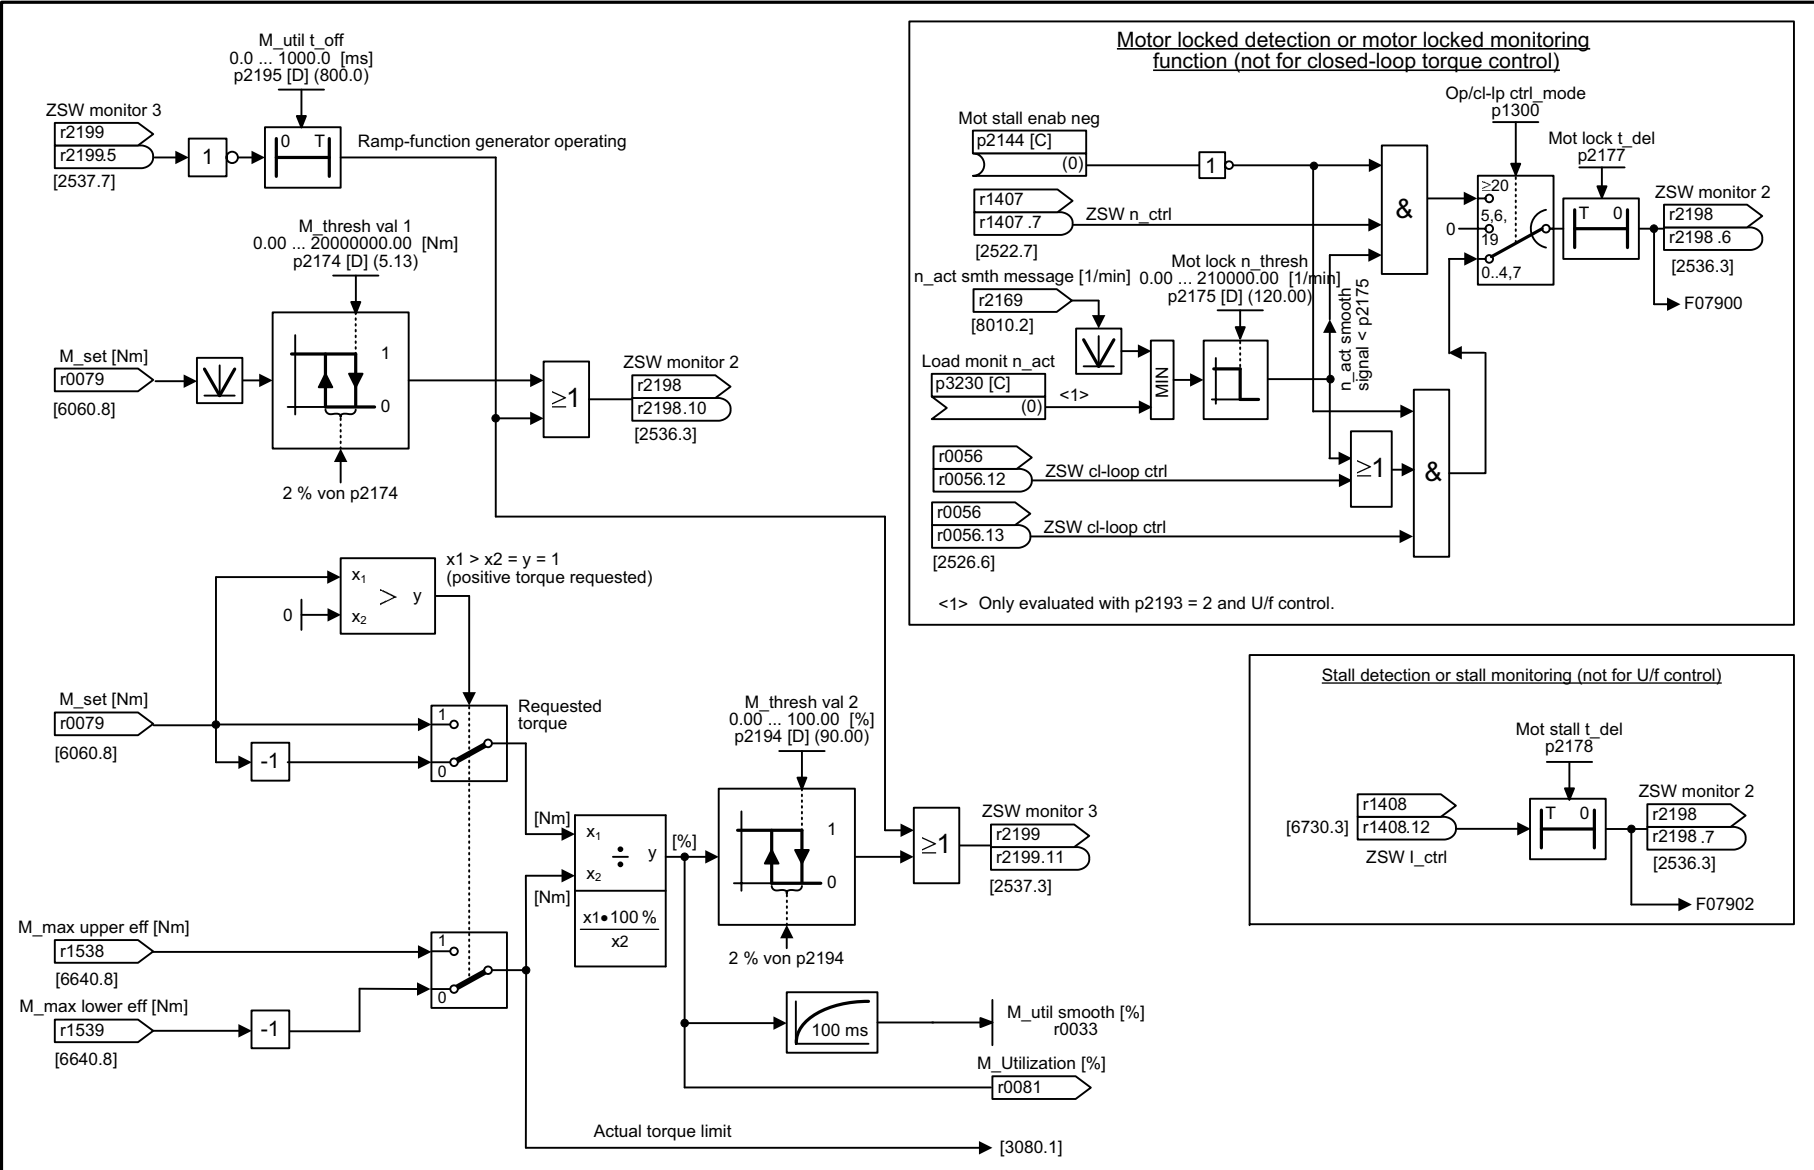 M_util t_off
0.0 ... 1000.0 [ms]
p2195 [D] (800.0)
ZSW monitor 3
r2199
r2199.5
[2537.7]
1
0 T
Ramp-function generator operating
M_thresh val 1
0.00 ... 20000000.00 [Nm]
p2174 [D] (5.13)
M_set [Nm]
r0079
[6060.8]
1
0
2 % von p2174
≥1
ZSW monitor 2
r2198
r2198.10
[2536.3]
x1 > x2 = y = 1
(positive torque requested)
x1
> y
x2
0
M_set [Nm]
r0079
[6060.8]
-1
1
0
Requested
torque
M_max upper eff [Nm]
r1538
[6640.8]
M_max lower eff [Nm]
r1539
[6640.8]
-1
1
0
[Nm]
x1
÷ y
x2
[Nm]
x1•100 %
x2
[%]
M_thresh val 2
0.00 ... 100.00 [%]
p2194 [D] (90.00)
1
0
2 % von p2194
≥1
ZSW monitor 3
r2199
r2199.11
[2537.3]
100 ms
M_util smooth [%]
r0033
M_Utilization [%]
r0081
Actual torque limit
[3080.1]
Motor locked detection or motor locked monitoring
function (not for closed-loop torque control)
Mot stall enab neg
p2144 [C]
(0)
1
r1407
r1407 .7
ZSW n_ctrl
[2522.7]
n_act smth message [1/min]
r2169
[8010.2]
Mot lock n_thresh
0.00 ... 210000.00 [1/min]
p2175 [D] (120.00)
Load monit n_act
p3230 [C]
(0)
<1>
MIN
n_act smooth
signal < p2175
r0056
r0056.12
ZSW cl-loop ctrl
r0056
r0056.13
ZSW cl-loop ctrl
[2526.6]
≥1
&
&
Op/cl-lp ctrl_mode
p1300
≥20
5,6,
0
19
0..4,7
Mot lock t_del
p2177
T 0
ZSW monitor 2
r2198
r2198 .6
[2536.3]
F07900
<1> Only evaluated with p2193 = 2 and U/f control.
Stall detection or stall monitoring (not for U/f control)
Mot stall t_del
p2178
[6730.3]
r1408
r1408.12
ZSW I_ctrl
T 0
ZSW monitor 2
r2198
r2198 .7
[2536.3]
F07902